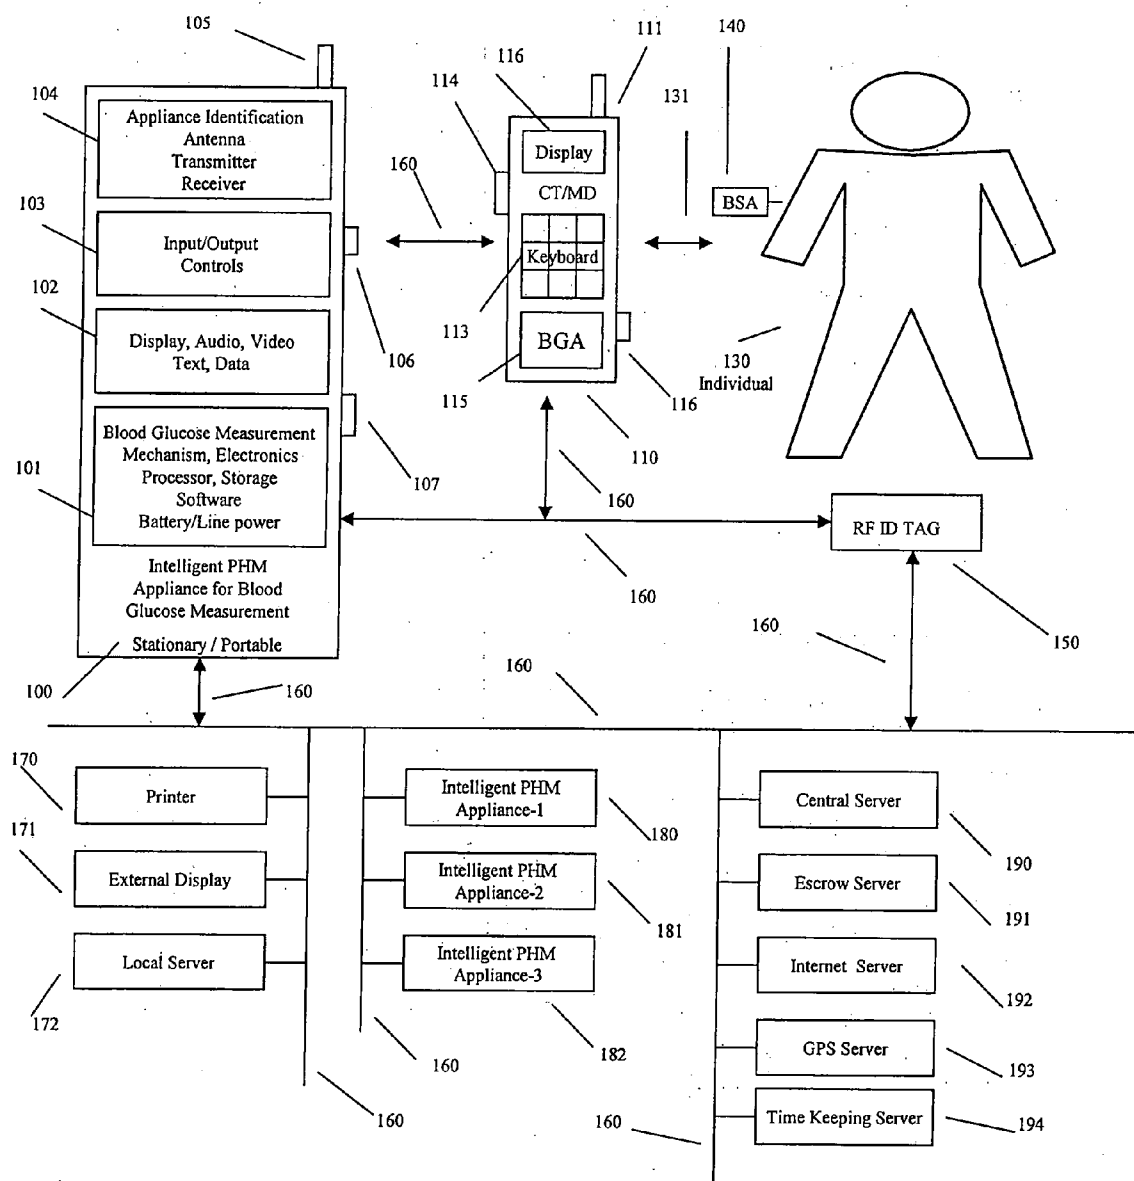 105
104
Appliance Identification
Antenna
Transmitter
Receiver
103
Input/Output
Controls
102
Display, Audio, Video
Text, Data
106
101
Blood Glucose Measurement
Mechanism, Electronics
Processor, Storage
Software
Battery/Line power
107
Intelligent PHM
Appliance for Blood
Glucose Measurement
Stationary / Portable
100
160
160
114
116
111
Display
CT/MD
Keyboard
113
BGA
115
116
110
160
160
131
140
BSA
130
Individual
RF ID TAG
150
160
160
170
Printer
171
External Display
Local Server
172
160
Intelligent PHM
Appliance-1
180
Intelligent PHM
Appliance-2
181
Intelligent PHM
Appliance-3
182
160
Central Server
190
Escrow Server
191
Internet Server
192
GPS Server
193
Time Keeping Server
194
160